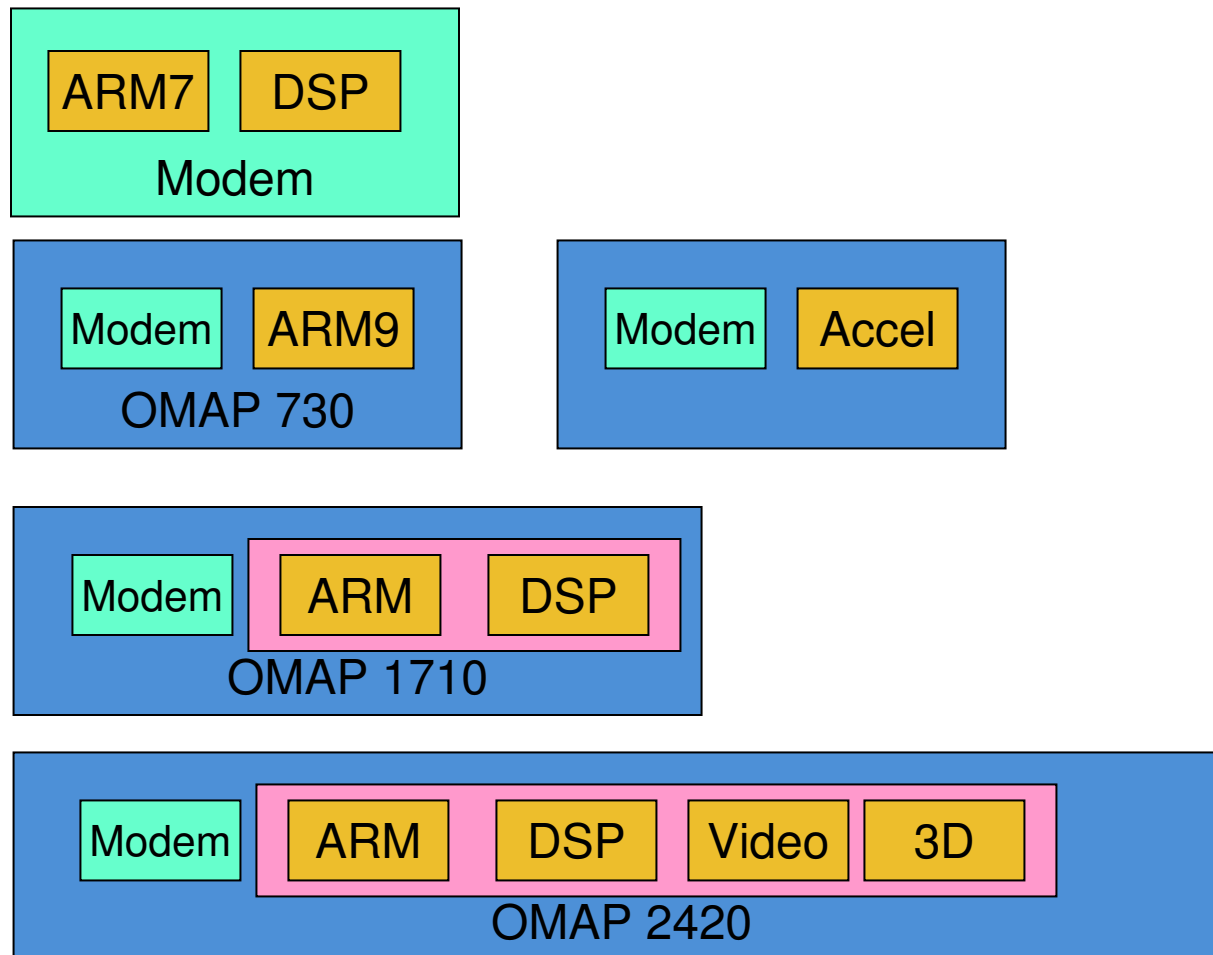 ARM7 DSP
Modem
Modem ARM9
OMAP 730
Modem Accel
Modem ARM DSP
OMAP 1710
Modem ARM DSP Video 3D
OMAP 2420